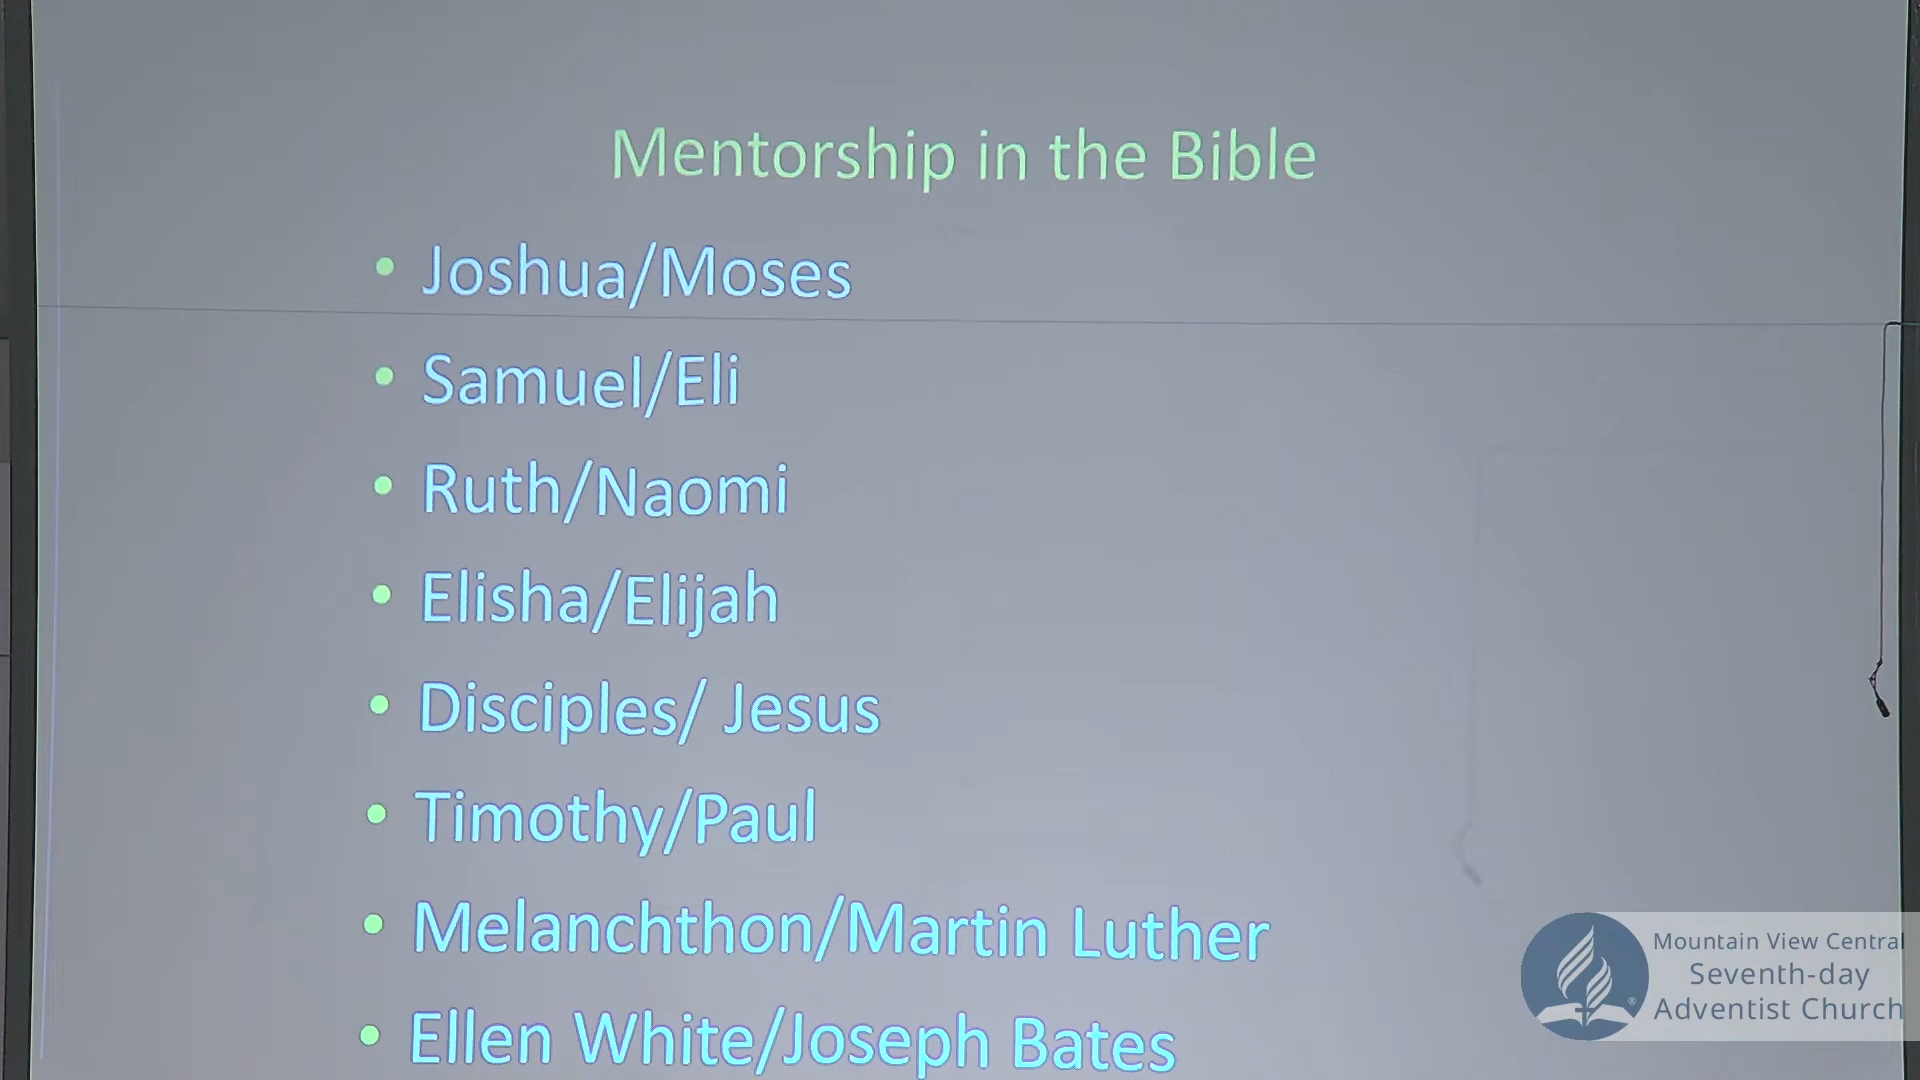 Mentorship in the Bible
• Joshua/Moses
• Samuel/Eli
• Ruth/Naomi
• Elisha/Elijah
• Disciples/ Jesus
• Timothy/Paul
• Melanchthon/Martin Luther
• Ellen White/Joseph Bates
Mountain View Central
Seventh-day
Adventist Church
®